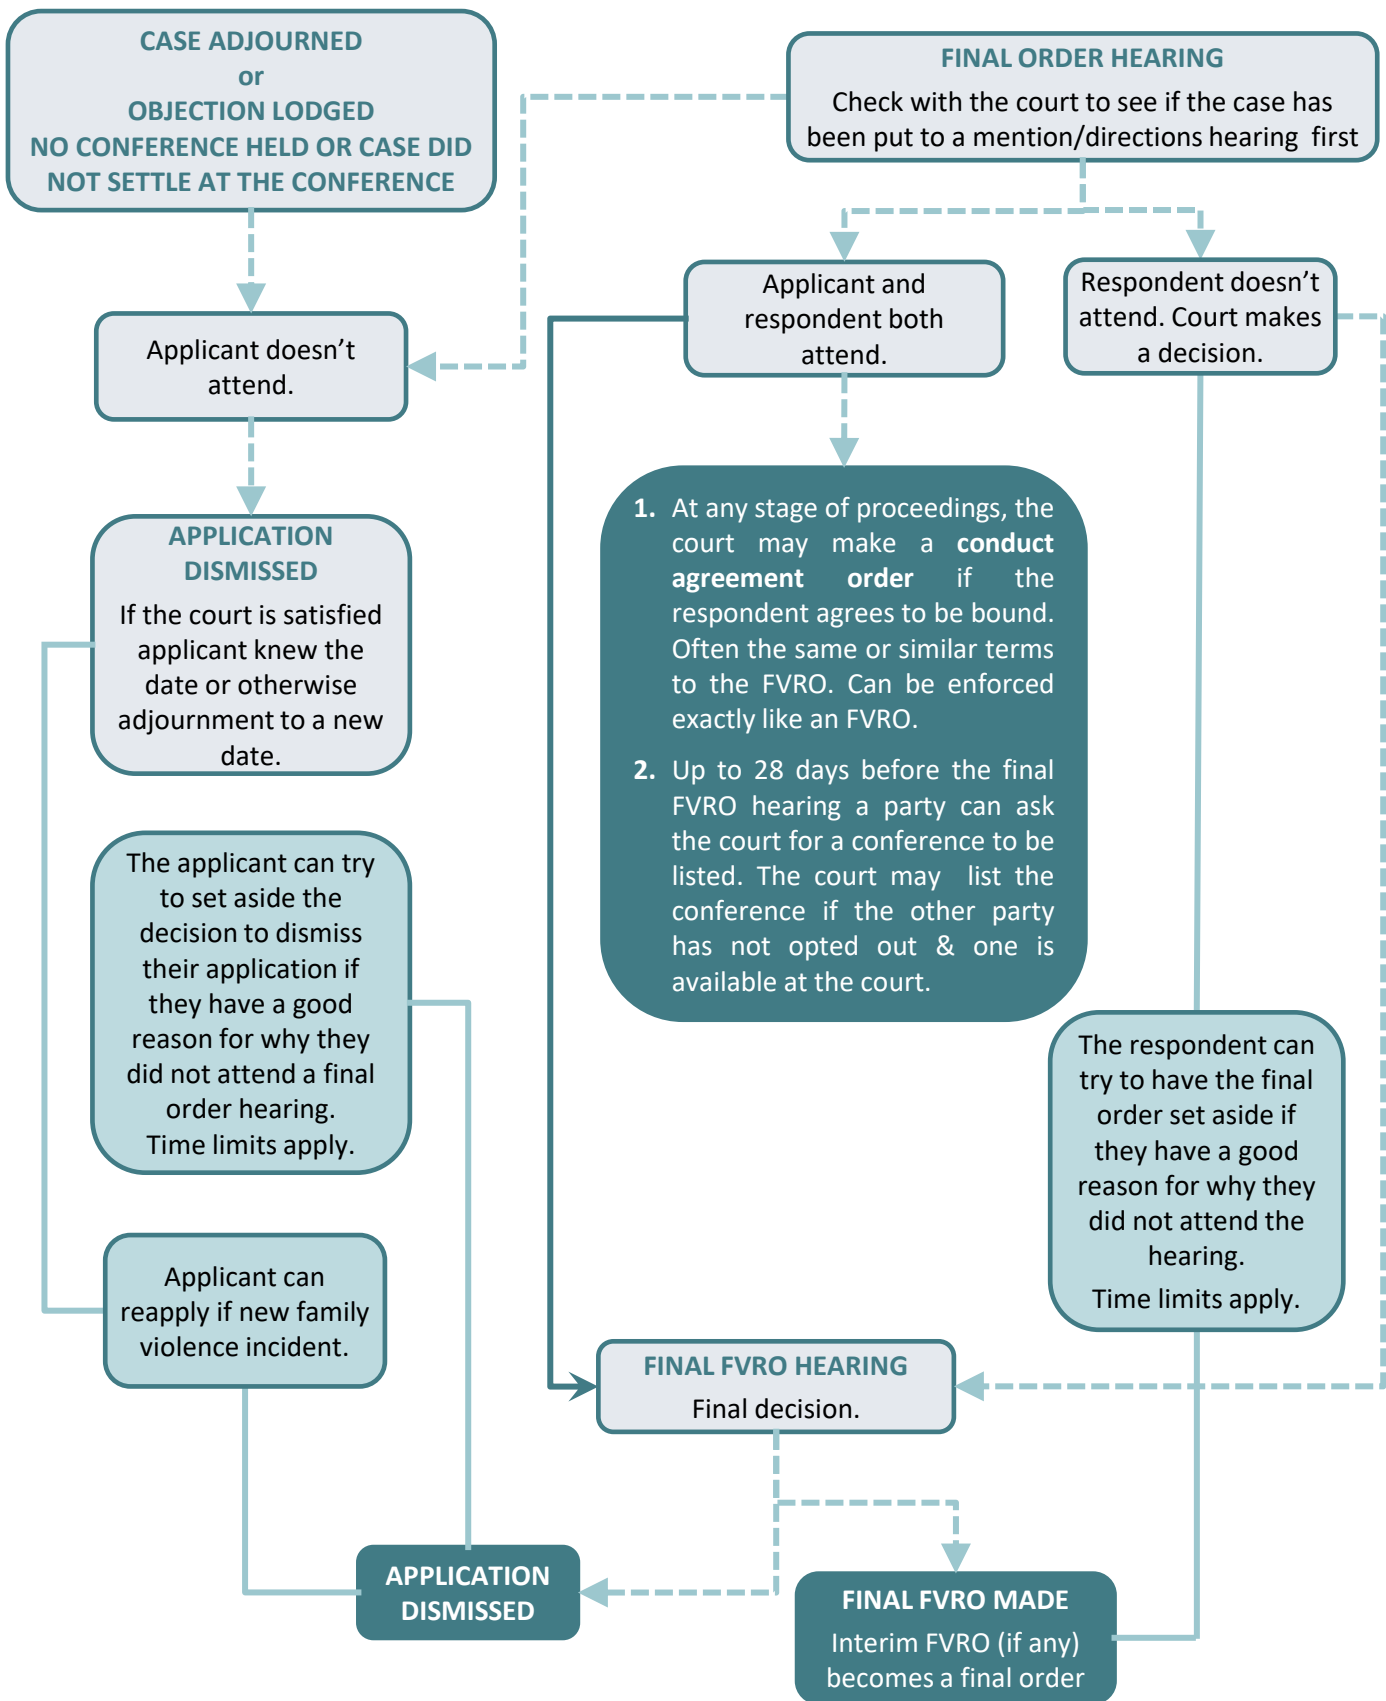 CASE ADJOURNED
or
OBJECTION LODGED
NO CONFERENCE HELD OR CASE DID
NOT SETTLE AT THE CONFERENCE
FINAL ORDER HEARING
Check with the court to see if the case has
been put to a mention/directions hearing first
Applicant doesn't
attend.
Applicant and
respondent both
attend.
Respondent doesn't
attend. Court makes
a decision.
APPLICATION
DISMISSED
If the court is satisfied
applicant knew the
date or otherwise
adjournment to a new
date.
1. At any stage of proceedings, the
court may make a conduct
agreement order if the
respondent agrees to be bound.
Often the same or similar terms
to the FVRO. Can be enforced
exactly like an FVRO.
2. Up to 28 days before the final
FVRO hearing a party can ask
the court for a conference to be
listed. The court may list the
conference if the other party
has not opted out & one is
available at the court.
The applicant can try
to set aside the
decision to dismiss
their application if
they have a good
reason for why they
did not attend a final
order hearing.
Time limits apply.
The respondent can
try to have the final
order set aside if
they have a good
reason for why they
did not attend the
hearing.
Time limits apply.
Applicant can
reapply if new family
violence incident.
FINAL FVRO HEARING
Final decision.
APPLICATION
DISMISSED
FINAL FVRO MADE
Interim FVRO (if any)
becomes a final order